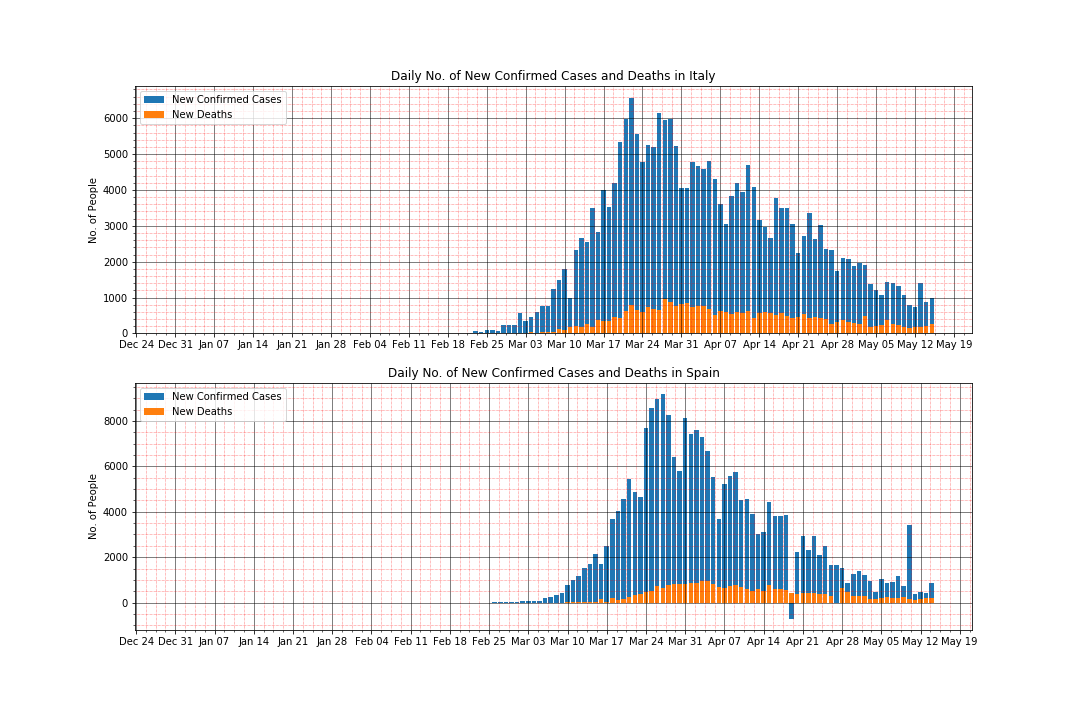 Daily No. of New Confirmed Cases and Deaths in Italy
New Confirmed Cases
New Deaths
No. of People
6000
5000
4000
3000
2000
1000
0
Dec 24 Dec 31 Jan 07 Jan 14 Jan 21 Jan 28 Feb 04 Feb 11 Feb 18 Feb 25 Mar 03 Mar 10 Mar 17 Mar 24 Mar 31 Apr 07 Apr 14 Apr 21 Apr 28 May 05 May 12 May 19
Daily No. of New Confirmed Cases and Deaths in Spain
New Confirmed Cases
New Deaths
No. of People
8000
6000
4000
2000
0
Dec 24 Dec 31 Jan 07 Jan 14 Jan 21 Jan 28 Feb 04 Feb 11 Feb 18 Feb 25 Mar 03 Mar 10 Mar 17 Mar 24 Mar 31 Apr 07 Apr 14 Apr 21 Apr 28 May 05 May 12 May 19